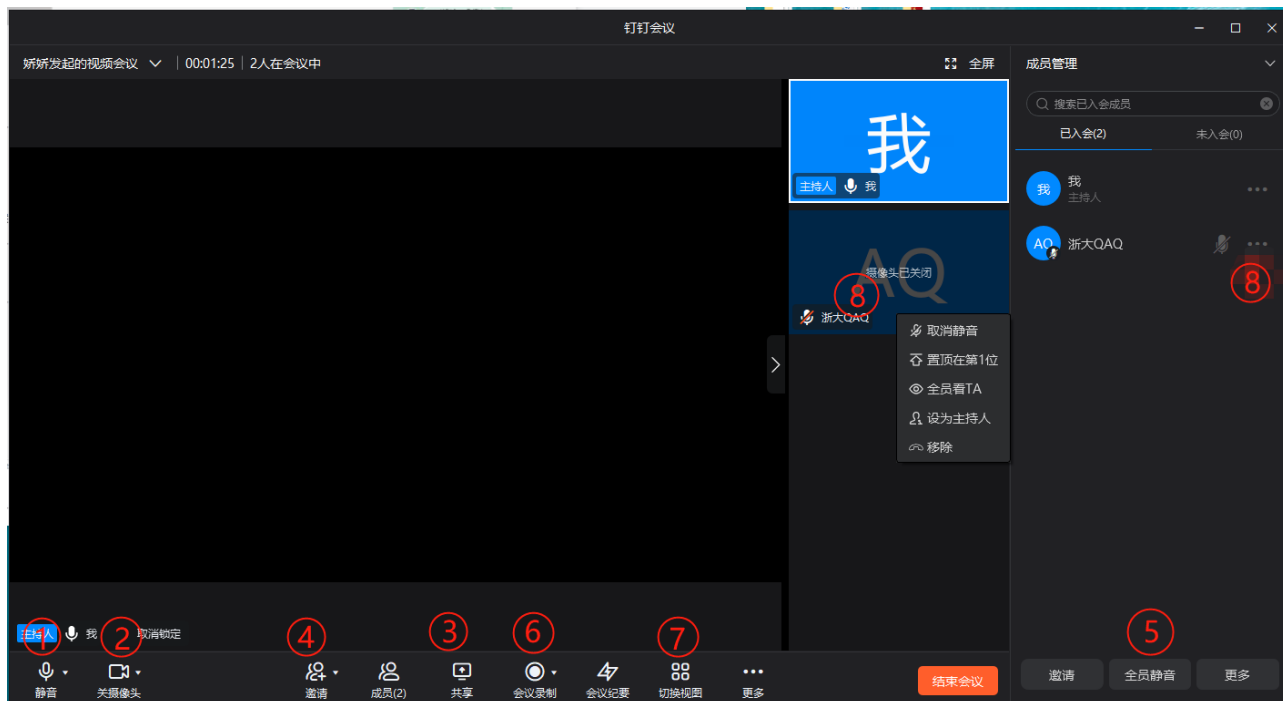 钉钉会议
娇娇发起的视频会议 00:01:25 2人在会议中 全屏
成员管理
搜索已入会成员
已入会(2) 未入会(0)
我
主持人 我
我 我
主持人
AQ 浙大QAQ
⑧
AQ
摄像头已关闭
⑧
浙大QAQ
取消静音
置顶在第1位
全员看TA
设为主持人
移除
主持人 我 取消锁定
① ② ④ ③ ⑥ ⑦ ⑤
静音 关摄像头 邀请 成员(2) 共享 会议录制 会议纪要 切换视图 更多
结束会议
邀请 全员静音 更多